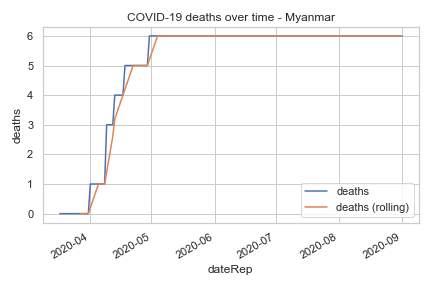 COVID-19 deaths over time - Myanmar
deaths
6
5
4
3
2
1
0
2020-04
2020-05
2020-06
2020-07
2020-08
2020-09
dateRep
deaths
deaths (rolling)